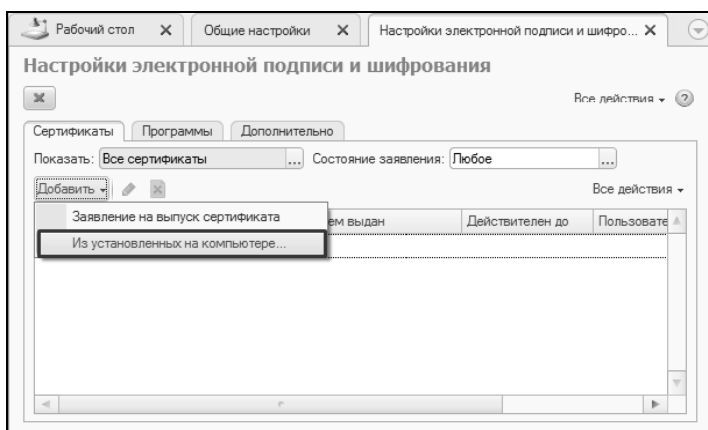 Рабочий стол Общие настройки Настройки электронной подписи и шифро...
Настройки электронной подписи и шифрования
Все действия
Сертификаты Программы Дополнительно
Показать: Все сертификаты ... Состояние заявления: Любое ...
Добавить Все действия
Заявление на выпуск сертификата
ем выдан Действителен до Пользовате
Из установленных на компьютере...